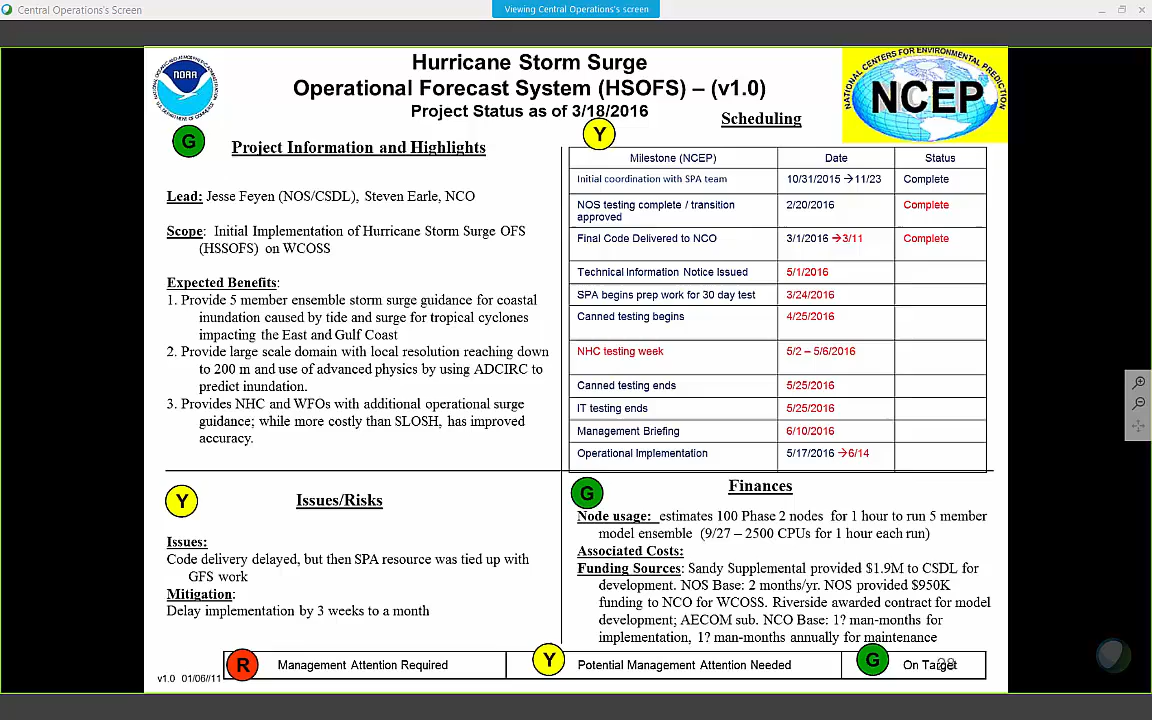 Central Operations's Screen
Viewing Central Operations's screen
Hurricane Storm Surge
Operational Forecast System (HSOFS) – (v1.0)
Project Status as of 3/18/2016
NOAA
NATIONAL CENTERS FOR ENVIRONMENTAL PREDICTION
NCEP
G
Project Information and Highlights
Lead: Jesse Feyen (NOS/CSDL), Steven Earle, NCO
Scope: Initial Implementation of Hurricane Storm Surge OFS
(HSSOFS) on WCOSS
Expected Benefits:
1. Provide 5 member ensemble storm surge guidance for coastal
inundation caused by tide and surge for tropical cyclones
impacting the East and Gulf Coast
2. Provide large scale domain with local resolution reaching down
to 200 m and use of advanced physics by using ADCIRC to
predict inundation.
3. Provides NHC and WFOs with additional operational surge
guidance; while more costly than SLOSH, has improved
accuracy.
Y
Scheduling
Milestone (NCEP) Date Status
Initial coordination with SPA team 10/31/2015 →11/23 Complete
NOS testing complete / transition
approved 2/20/2016 Complete
Final Code Delivered to NCO 3/1/2016 →3/11 Complete
Technical Information Notice Issued 5/1/2016
SPA begins prep work for 30 day test 3/24/2016
Canned testing begins 4/25/2016
NHC testing week 5/2 – 5/6/2016
Canned testing ends 5/25/2016
IT testing ends 5/25/2016
Management Briefing 6/10/2016
Operational Implementation 5/17/2016 →6/14
Y
Issues/Risks
Issues:
Code delivery delayed, but then SPA resource was tied up with
GFS work
Mitigation:
Delay implementation by 3 weeks to a month
G
Finances
Node usage: estimates 100 Phase 2 nodes for 1 hour to run 5 member
model ensemble (9/27 – 2500 CPUs for 1 hour each run)
Associated Costs:
Funding Sources: Sandy Supplemental provided $1.9M to CSDL for
development. NOS Base: 2 months/yr. NOS provided $950K
funding to NCO for WCOSS. Riverside awarded contract for model
development; AECOM sub. NCO Base: 1? man-months for
implementation, 1? man-months annually for maintenance
R Management Attention Required
Y Potential Management Attention Needed
G On Target
v1.0 01/06//11